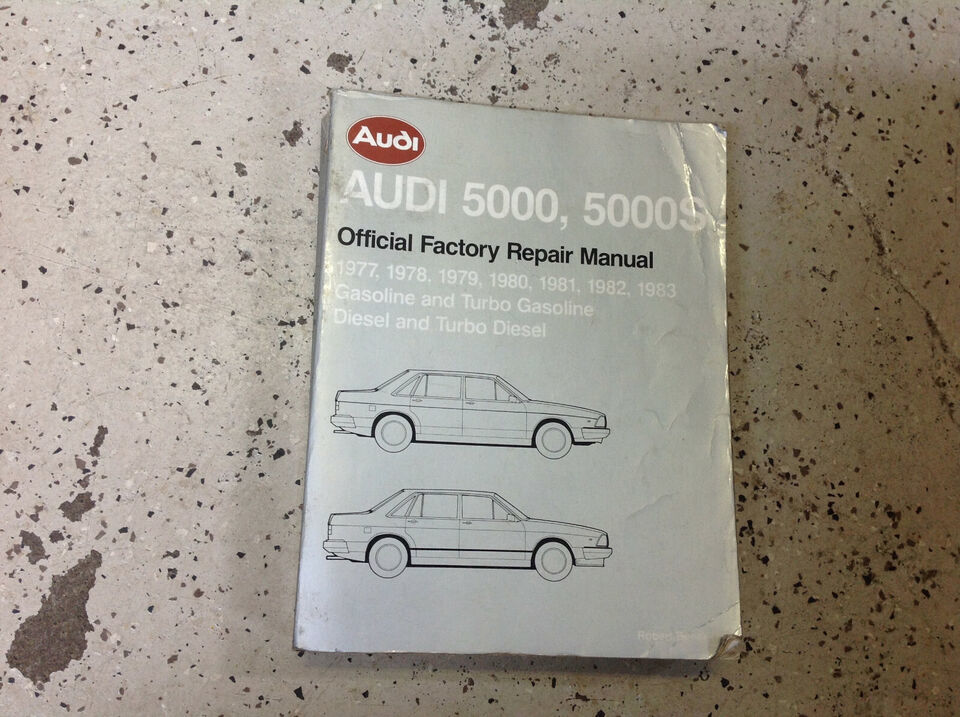 Audi
AUDI 5000, 5000S
Official Factory Repair Manual
1977, 1978, 1979, 1980, 1981, 1982, 1983
Gasoline and Turbo Gasoline
Diesel and Turbo Diesel
Robert